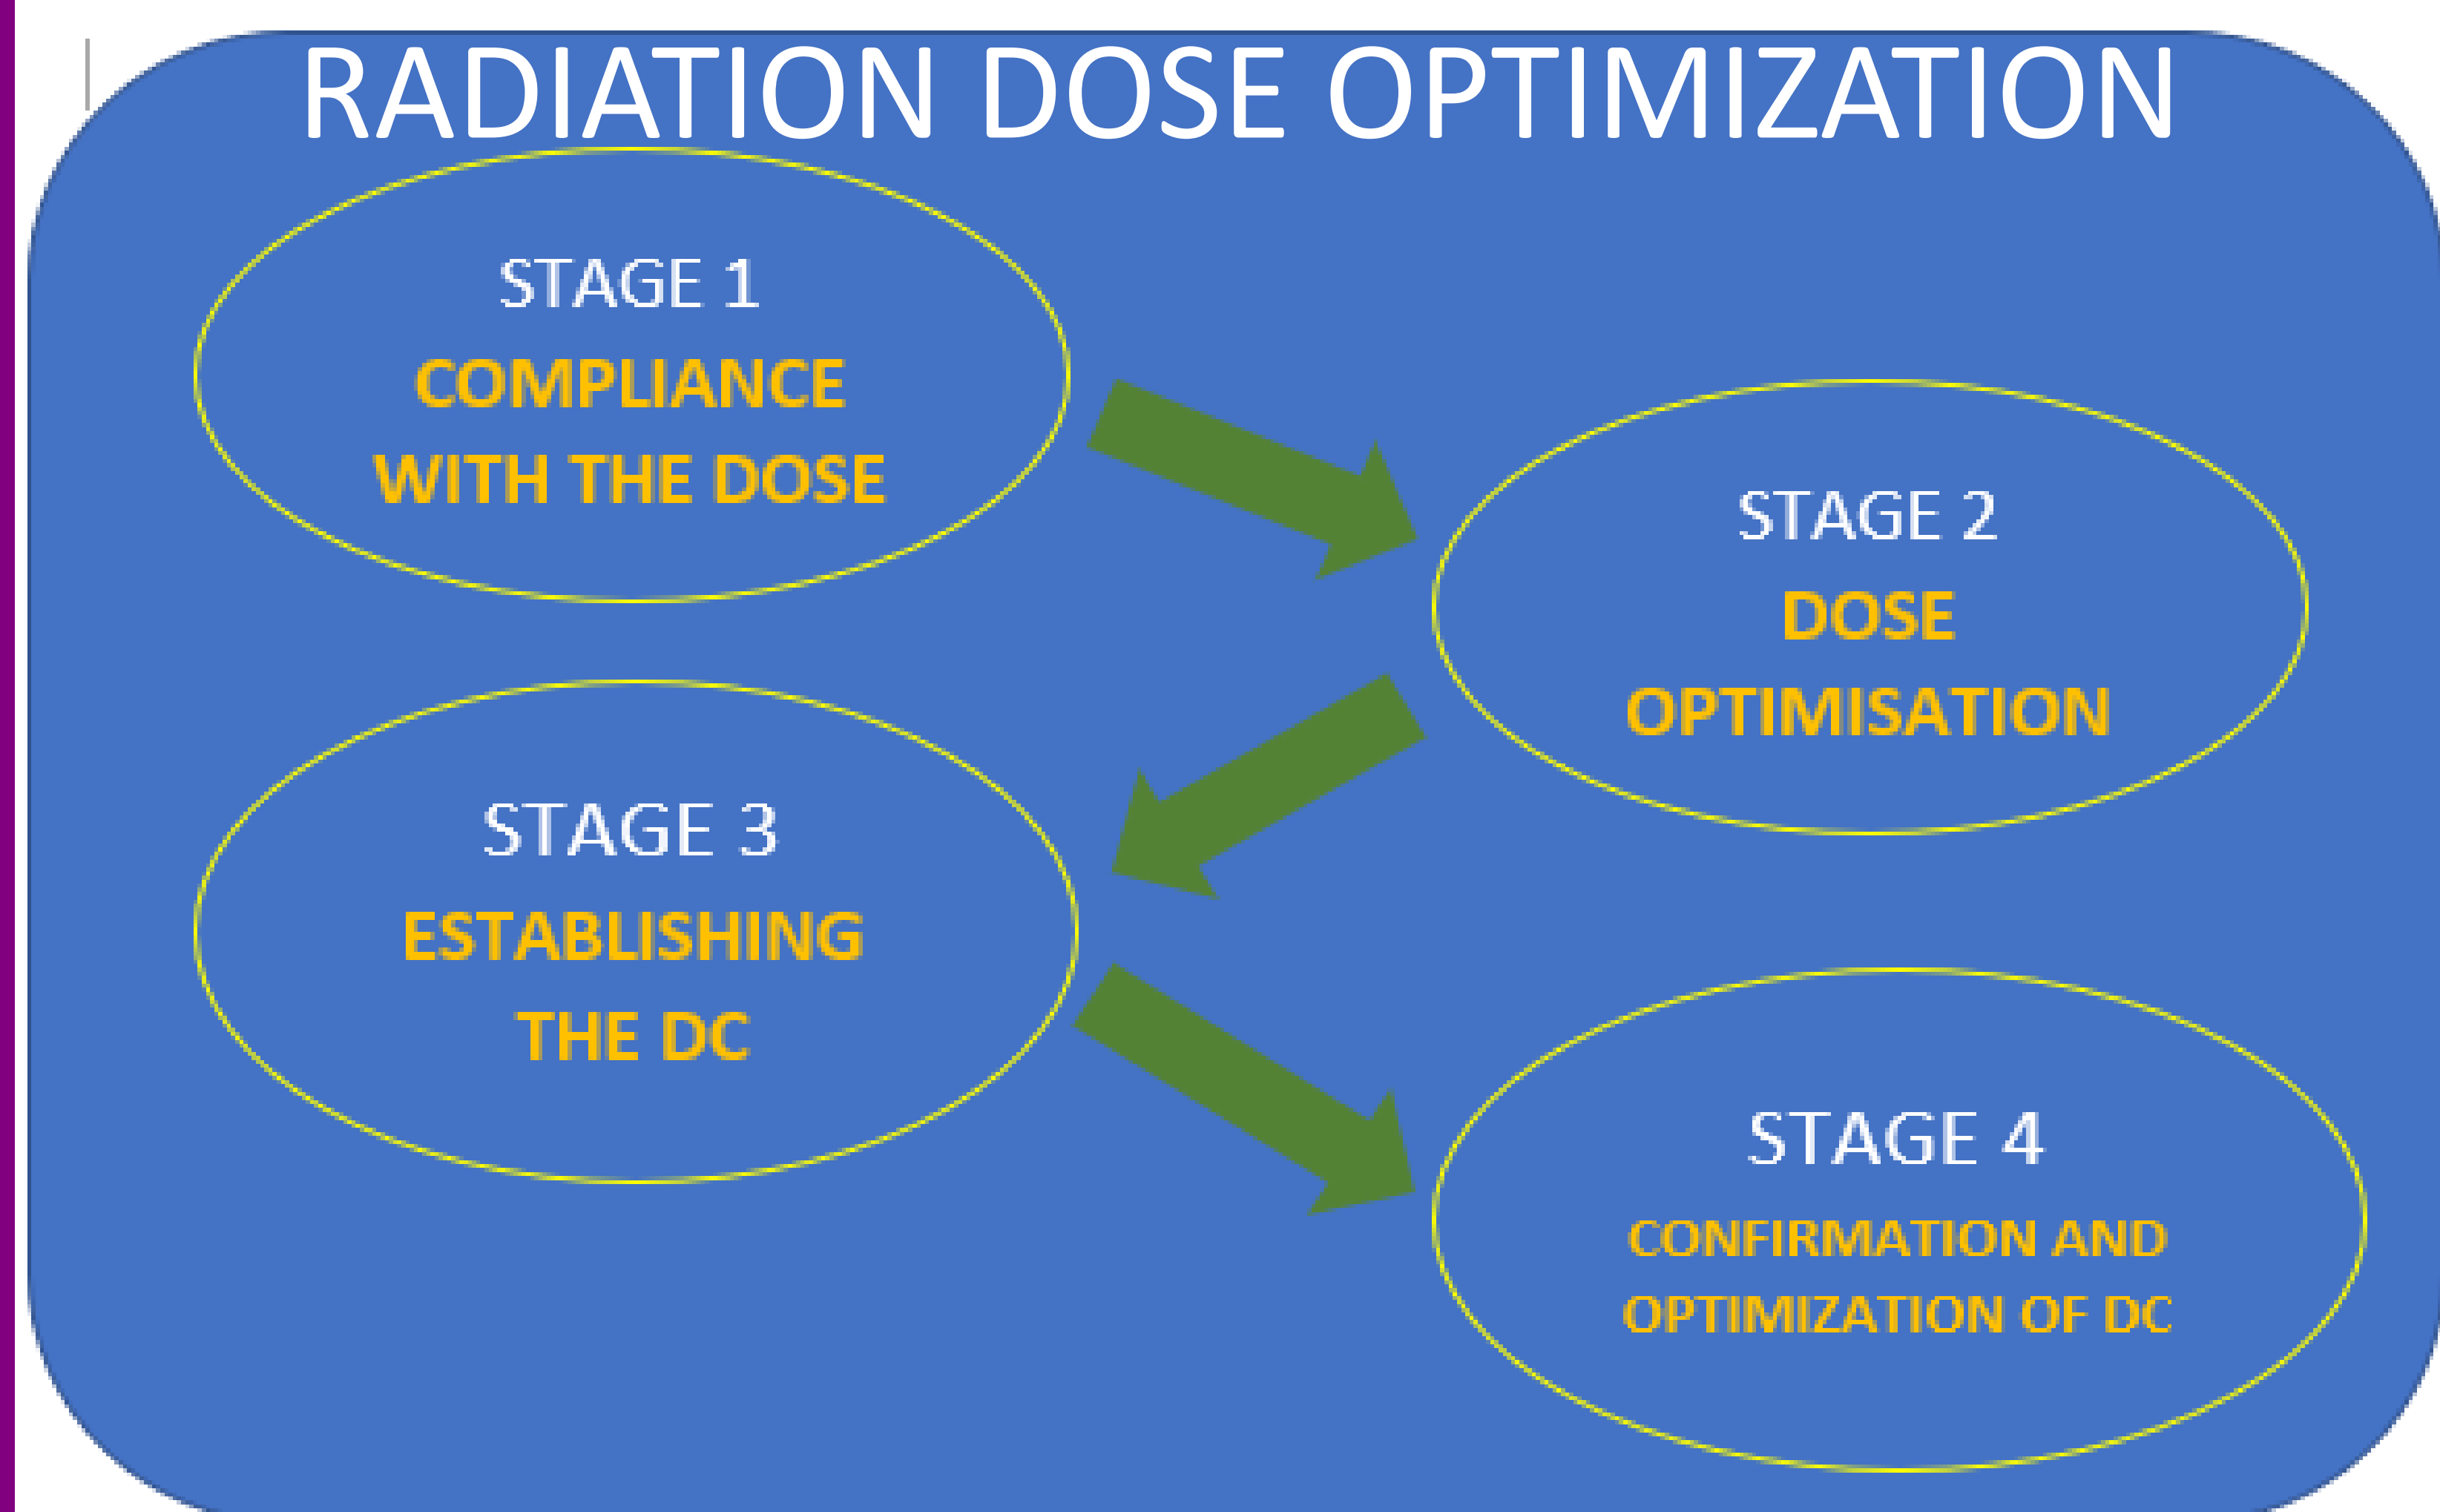 RADIATION DOSE OPTIMIZATION
STAGE 1
COMPLIANCE
WITH THE DOSE
STAGE 2
DOSE
OPTIMISATION
STAGE 3
ESTABLISHING
THE DC
STAGE 4
CONFIRMATION AND
OPTIMIZATION OF DC